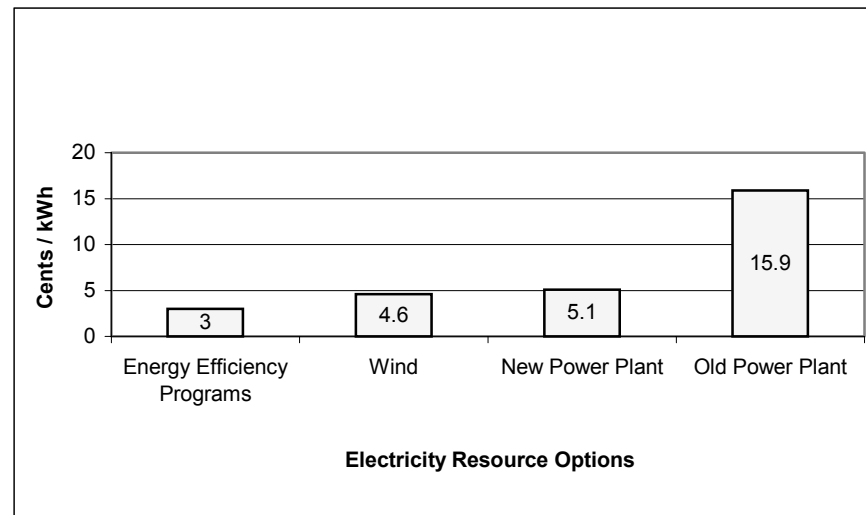 20
15
10
5
0
Cents / kWh
3
4.6
5.1
15.9
Energy Efficiency
Programs
Wind
New Power Plant
Old Power Plant
Electricity Resource Options